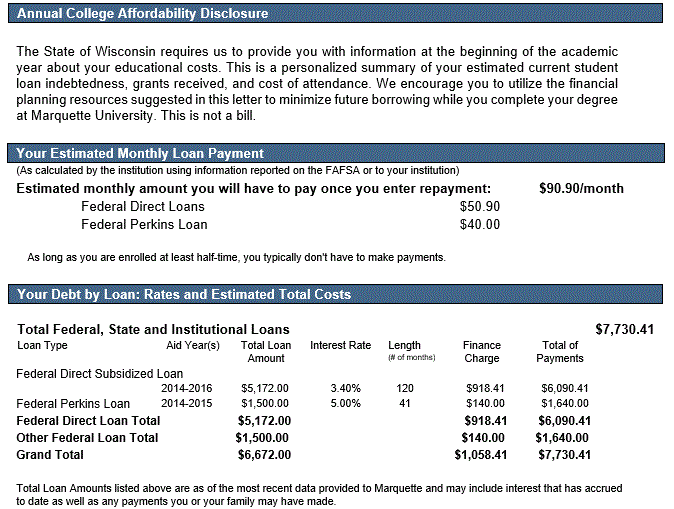 Annual College Affordability Disclosure
The State of Wisconsin requires us to provide you with information at the beginning of the academic
year about your educational costs. This is a personalized summary of your estimated current student
loan indebtedness, grants received, and cost of attendance. We encourage you to utilize the financial
planning resources suggested in this letter to minimize future borrowing while you complete your degree
at Marquette University. This is not a bill.
Your Estimated Monthly Loan Payment
(As calculated by the institution using information reported on the FAFSA or to your institution)
Estimated monthly amount you will have to pay once you enter repayment: $90.90/month
Federal Direct Loans $50.90
Federal Perkins Loan $40.00
As long as you are enrolled at least half-time, you typically don't have to make payments.
Your Debt by Loan: Rates and Estimated Total Costs
Total Federal, State and Institutional Loans $7,730.41
Loan Type Aid Year(s) Total Loan Interest Rate Length Finance Total of
Amount (# of months) Charge Payments
Federal Direct Subsidized Loan
2014-2016 $5,172.00 3.40% 120 $918.41 $6,090.41
Federal Perkins Loan 2014-2015 $1,500.00 5.00% 41 $140.00 $1,640.00
Federal Direct Loan Total $5,172.00 $918.41 $6,090.41
Other Federal Loan Total $1,500.00 $140.00 $1,640.00
Grand Total $6,672.00 $1,058.41 $7,730.41
Total Loan Amounts listed above are as of the most recent data provided to Marquette and may include interest that has accrued
to date as well as any payments you or your family may have made.